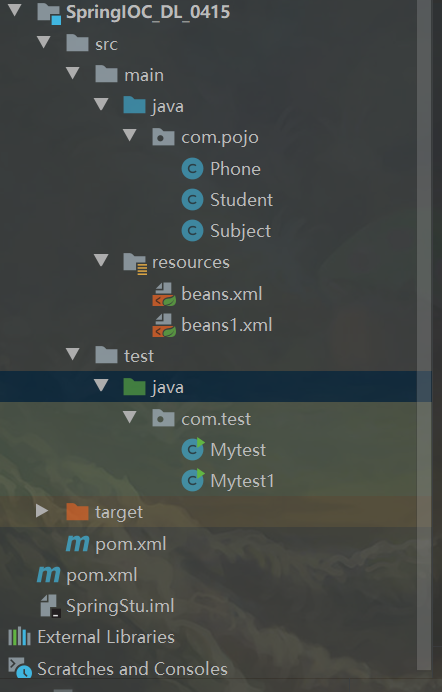 SpringIOC_DL_0415
src
main
java
com.pojo
Phone
Student
Subject
resources
beans.xml
beans1.xml
test
java
com.test
Mytest
Mytest1
target
pom.xml
pom.xml
SpringStu.iml
External Libraries
Scratches and Consoles